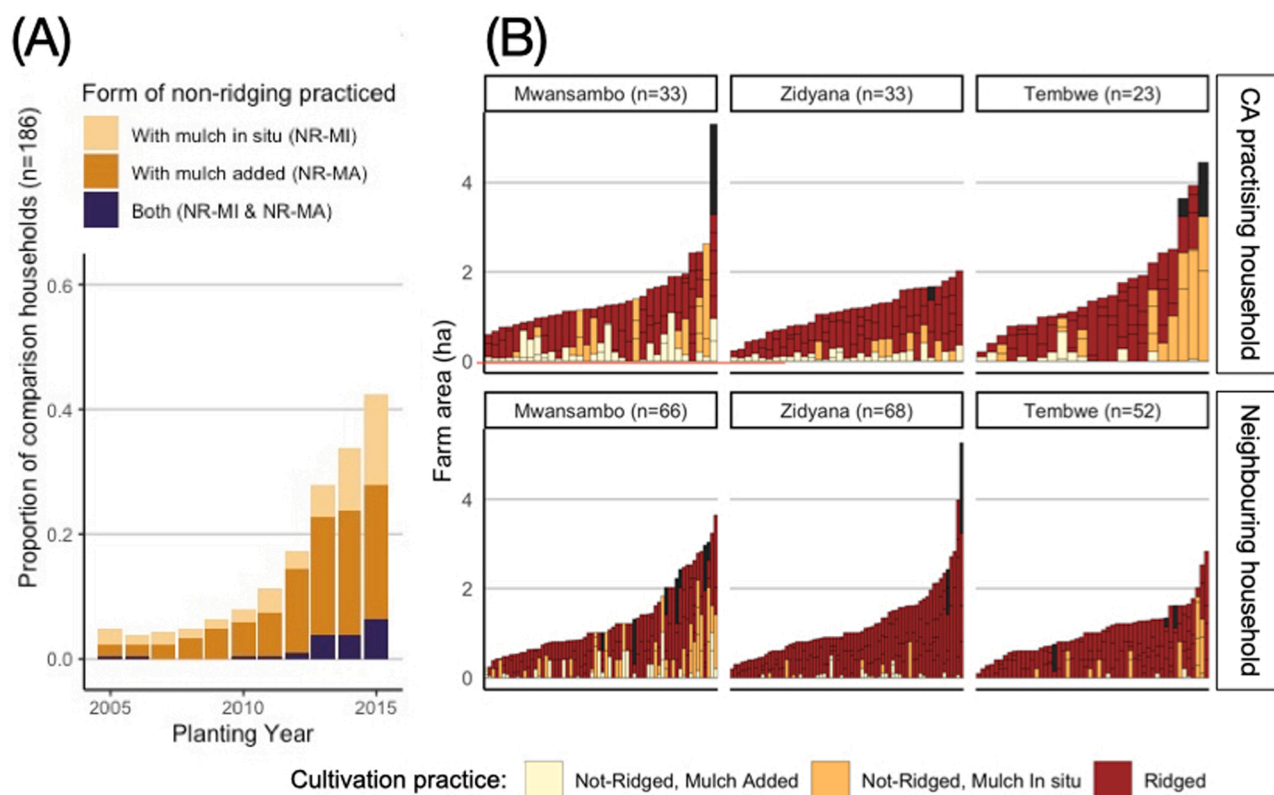 (A)
Form of non-ridging practiced
With mulch in situ (NR-MI)
With mulch added (NR-MA)
Both (NR-MI & NR-MA)
Proportion of comparison households (n=186)
0.6
0.4
0.2
0.0
2005 2010 2015
Planting Year
(B)
Mwansambo (n=33) Zidyana (n=33) Tembwe (n=23)
CA practising household
4
2
0
Farm area (ha)
Mwansambo (n=66) Zidyana (n=68) Tembwe (n=52)
Neighbouring household
4
2
0
Cultivation practice: Not-Ridged, Mulch Added Not-Ridged, Mulch In situ Ridged